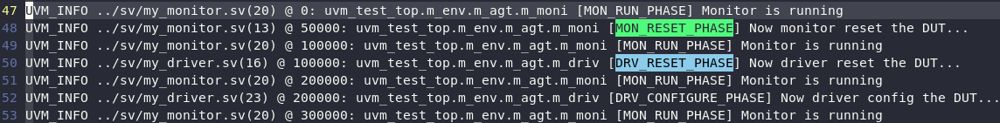 47 UVM_INFO ../sv/my_monitor.sv(20) @ 0: uvm_test_top.m_env.m_agt.m_moni [MON_RUN_PHASE] Monitor is running
48 UVM_INFO ../sv/my_monitor.sv(13) @ 50000: uvm_test_top.m_env.m_agt.m_moni [MON_RESET_PHASE] Now monitor reset the DUT...
49 UVM_INFO ../sv/my_monitor.sv(20) @ 100000: uvm_test_top.m_env.m_agt.m_moni [MON_RUN_PHASE] Monitor is running
50 UVM_INFO ../sv/my_driver.sv(16) @ 100000: uvm_test_top.m_env.m_agt.m_driv [DRV_RESET_PHASE] Now driver reset the DUT...
51 UVM_INFO ../sv/my_monitor.sv(20) @ 200000: uvm_test_top.m_env.m_agt.m_moni [MON_RUN_PHASE] Monitor is running
52 UVM_INFO ../sv/my_driver.sv(23) @ 200000: uvm_test_top.m_env.m_agt.m_driv [DRV_CONFIGURE_PHASE] Now driver config the DUT...
53 UVM_INFO ../sv/my_monitor.sv(20) @ 300000: uvm_test_top.m_env.m_agt.m_moni [MON_RUN_PHASE] Monitor is running